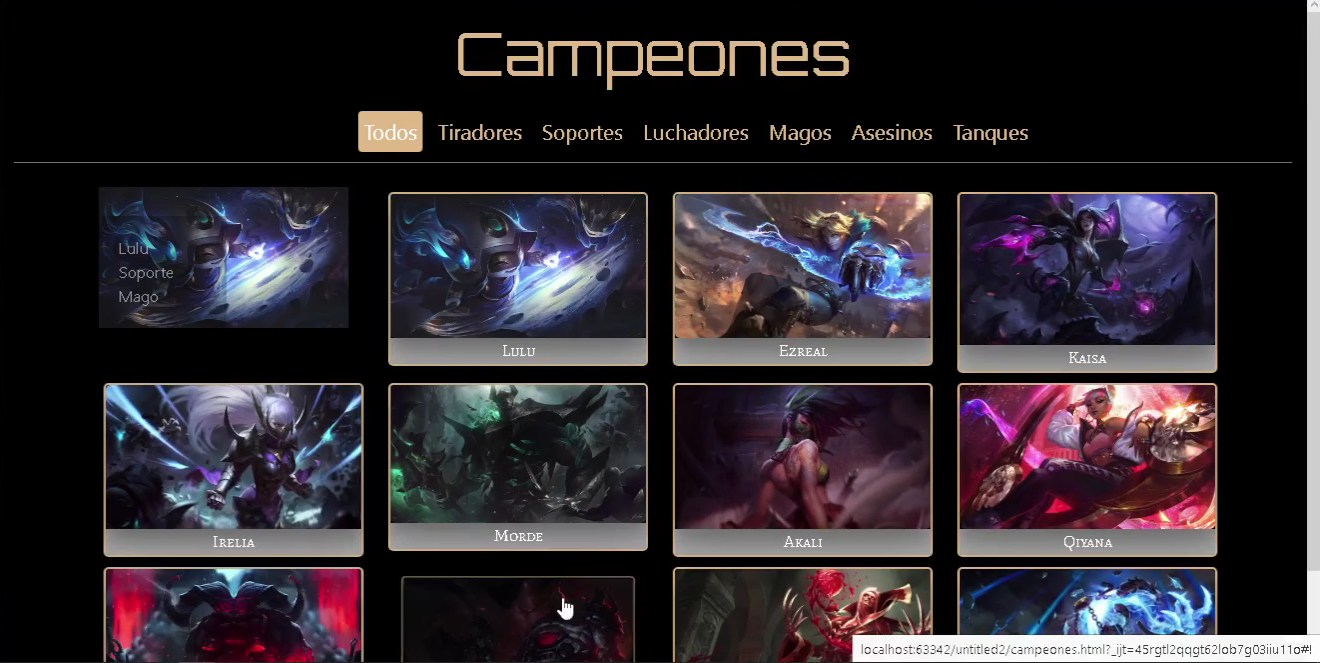 Campeones
Todos Tiradores Soportes Luchadores Magos Asesinos Tanques
Lulu
Soporte
Mago
Lulu
Ezreal
Kaisa
Irelia
Morde
Akali
Qiyana
localhost:63342/untitled2/campeones.html?_ijt=45rgtl2qqgt62lob7g03iiu11o#!